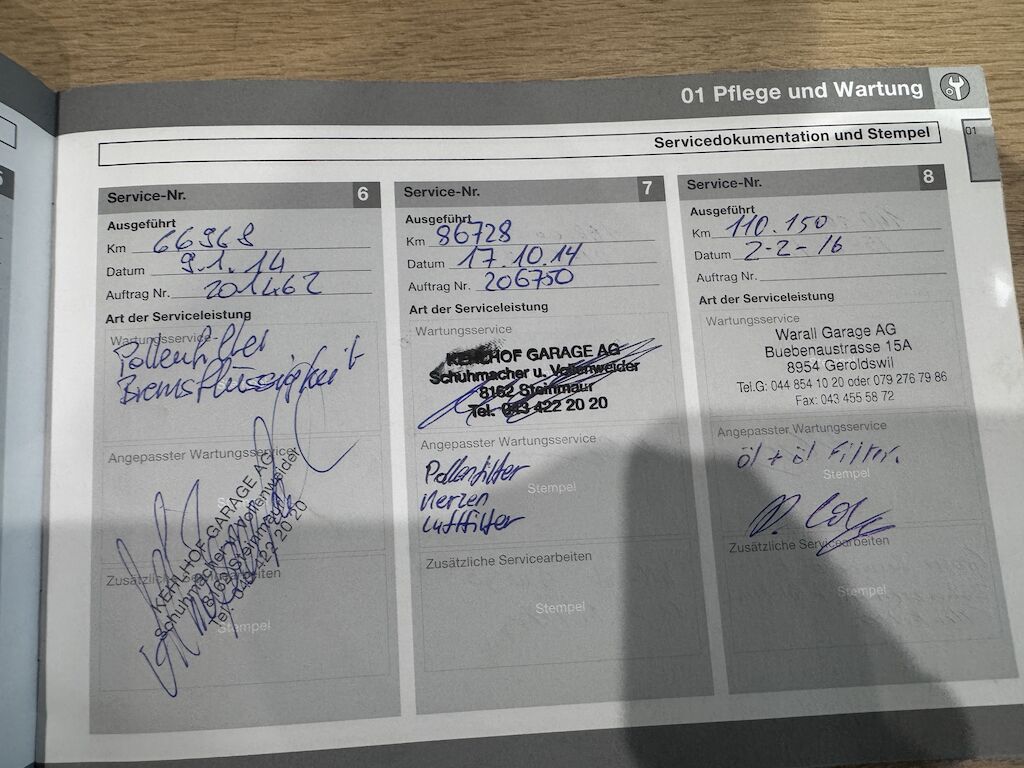 01 Pflege und Wartung
01
Servicedokumentation und Stempel
Service-Nr. 6
Ausgeführt
Km 66968
Datum 9.1.14
Auftrag Nr. 201462
Art der Serviceleistung
Wartungsservice
Pollenfilter
Bremsflüssigkeit
Angepasster Wartungsservice
KEHLHOF GARAGE AG
Schuhmacher u. Vollenweider
8162 Steinmaur
Tel. 043 422 20 20
Zusätzliche Servicearbeiten
Stempel
Service-Nr. 7
Ausgeführt
Km 86728
Datum 17.10.14
Auftrag Nr. 206750
Art der Serviceleistung
Wartungsservice
KEHLHOF GARAGE AG
Schuhmacher u. Vollenweider
8162 Steinmaur
Tel. 043 422 20 20
Angepasster Wartungsservice
Pollenfilter
Kerzen
Stempel
Luftfilter
Zusätzliche Servicearbeiten
Stempel
Service-Nr. 8
Ausgeführt
Km 110.150
Datum 2-2-16
Auftrag Nr.
Art der Serviceleistung
Wartungsservice
Warall Garage AG
Buebenaustrasse 15A
8954 Geroldswil
Tel.G: 044 854 10 20 oder 079 276 79 86
Fax: 043 455 58 72
Angepasster Wartungsservice
öl + öl Filter.
Stempel
Zusätzliche Servicearbeiten
Stempel